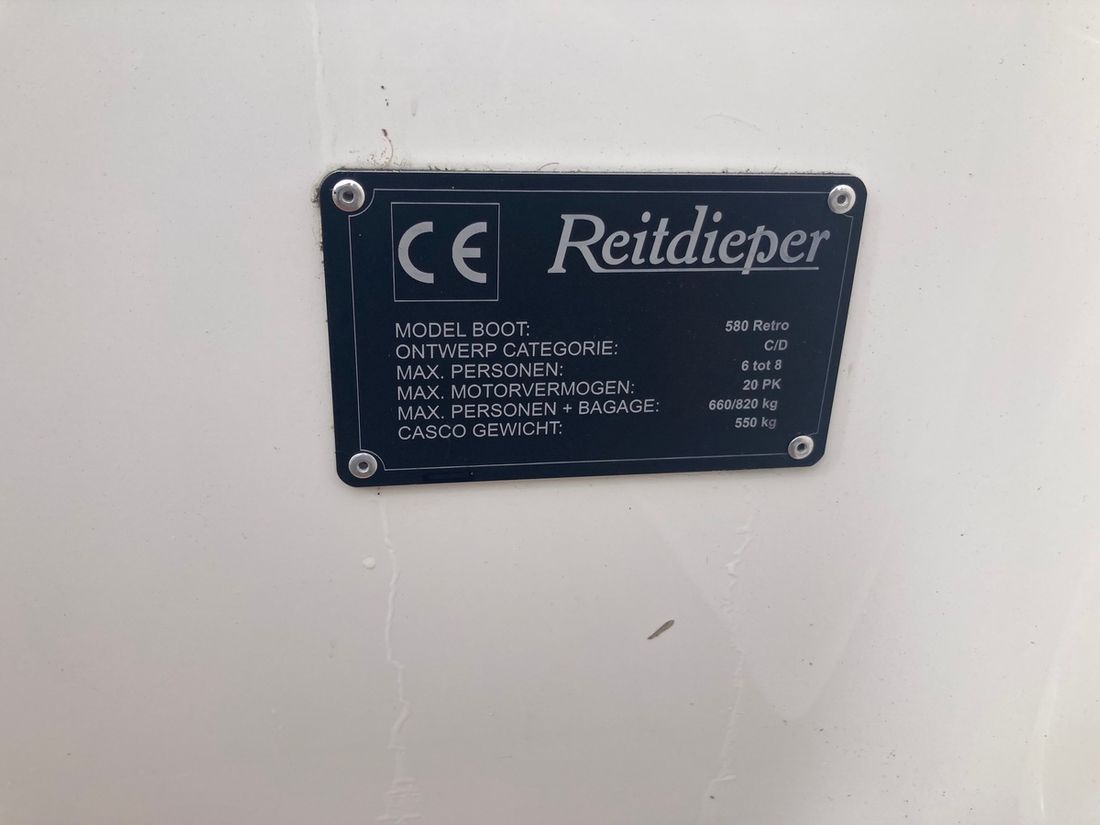 CE
Reitdieper
MODEL BOOT: 580 Retro
ONTWERP CATEGORIE: C/D
MAX. PERSONEN: 6 tot 8
MAX. MOTORVERMOGEN: 20 PK
MAX. PERSONEN + BAGAGE: 660/820 kg
CASCO GEWICHT: 550 kg